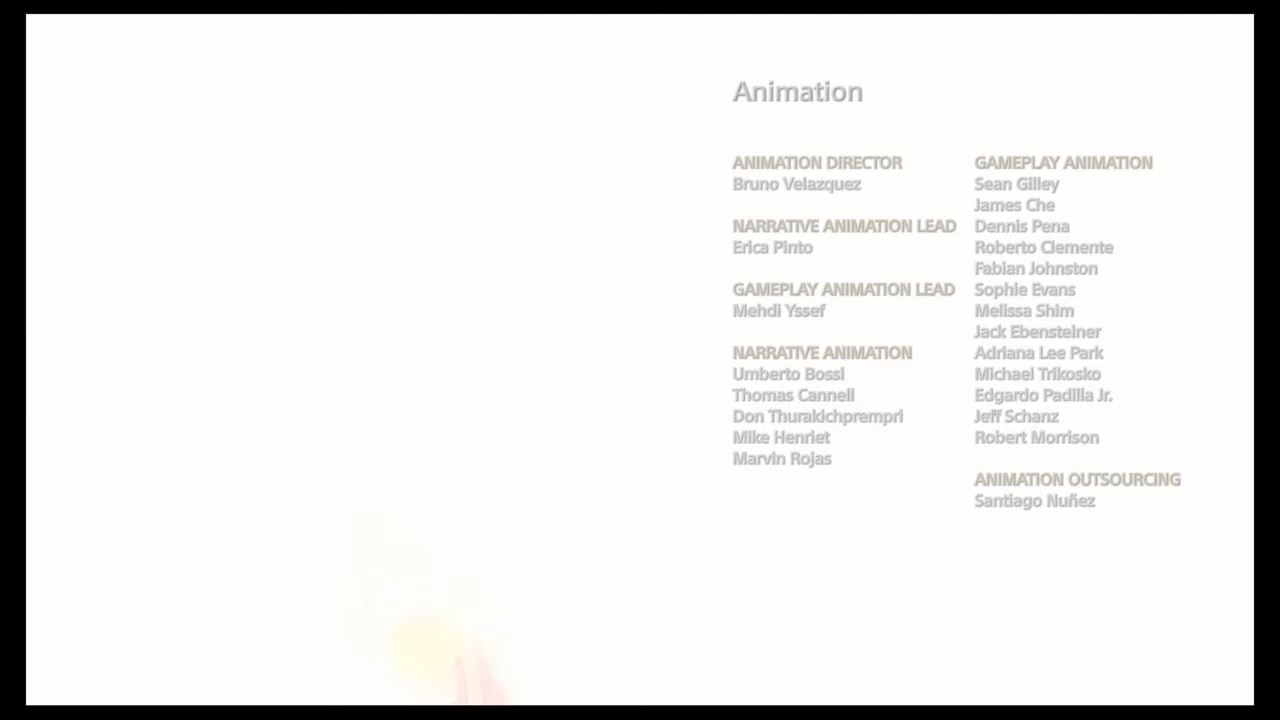 Animation
ANIMATION DIRECTOR
Bruno Velazquez
NARRATIVE ANIMATION LEAD
Erica Pinto
GAMEPLAY ANIMATION LEAD
Mehdi Yssef
NARRATIVE ANIMATION
Umberto Bossi
Thomas Cannell
Don Thurakichprempri
Mike Henriet
Marvin Rojas
GAMEPLAY ANIMATION
Sean Gilley
James Che
Dennis Pena
Roberto Clemente
Fabian Johnston
Sophie Evans
Melissa Shim
Jack Ebensteiner
Adriana Lee Park
Michael Trikosko
Edgardo Padilla Jr.
Jeff Schanz
Robert Morrison
ANIMATION OUTSOURCING
Santiago Nuñez